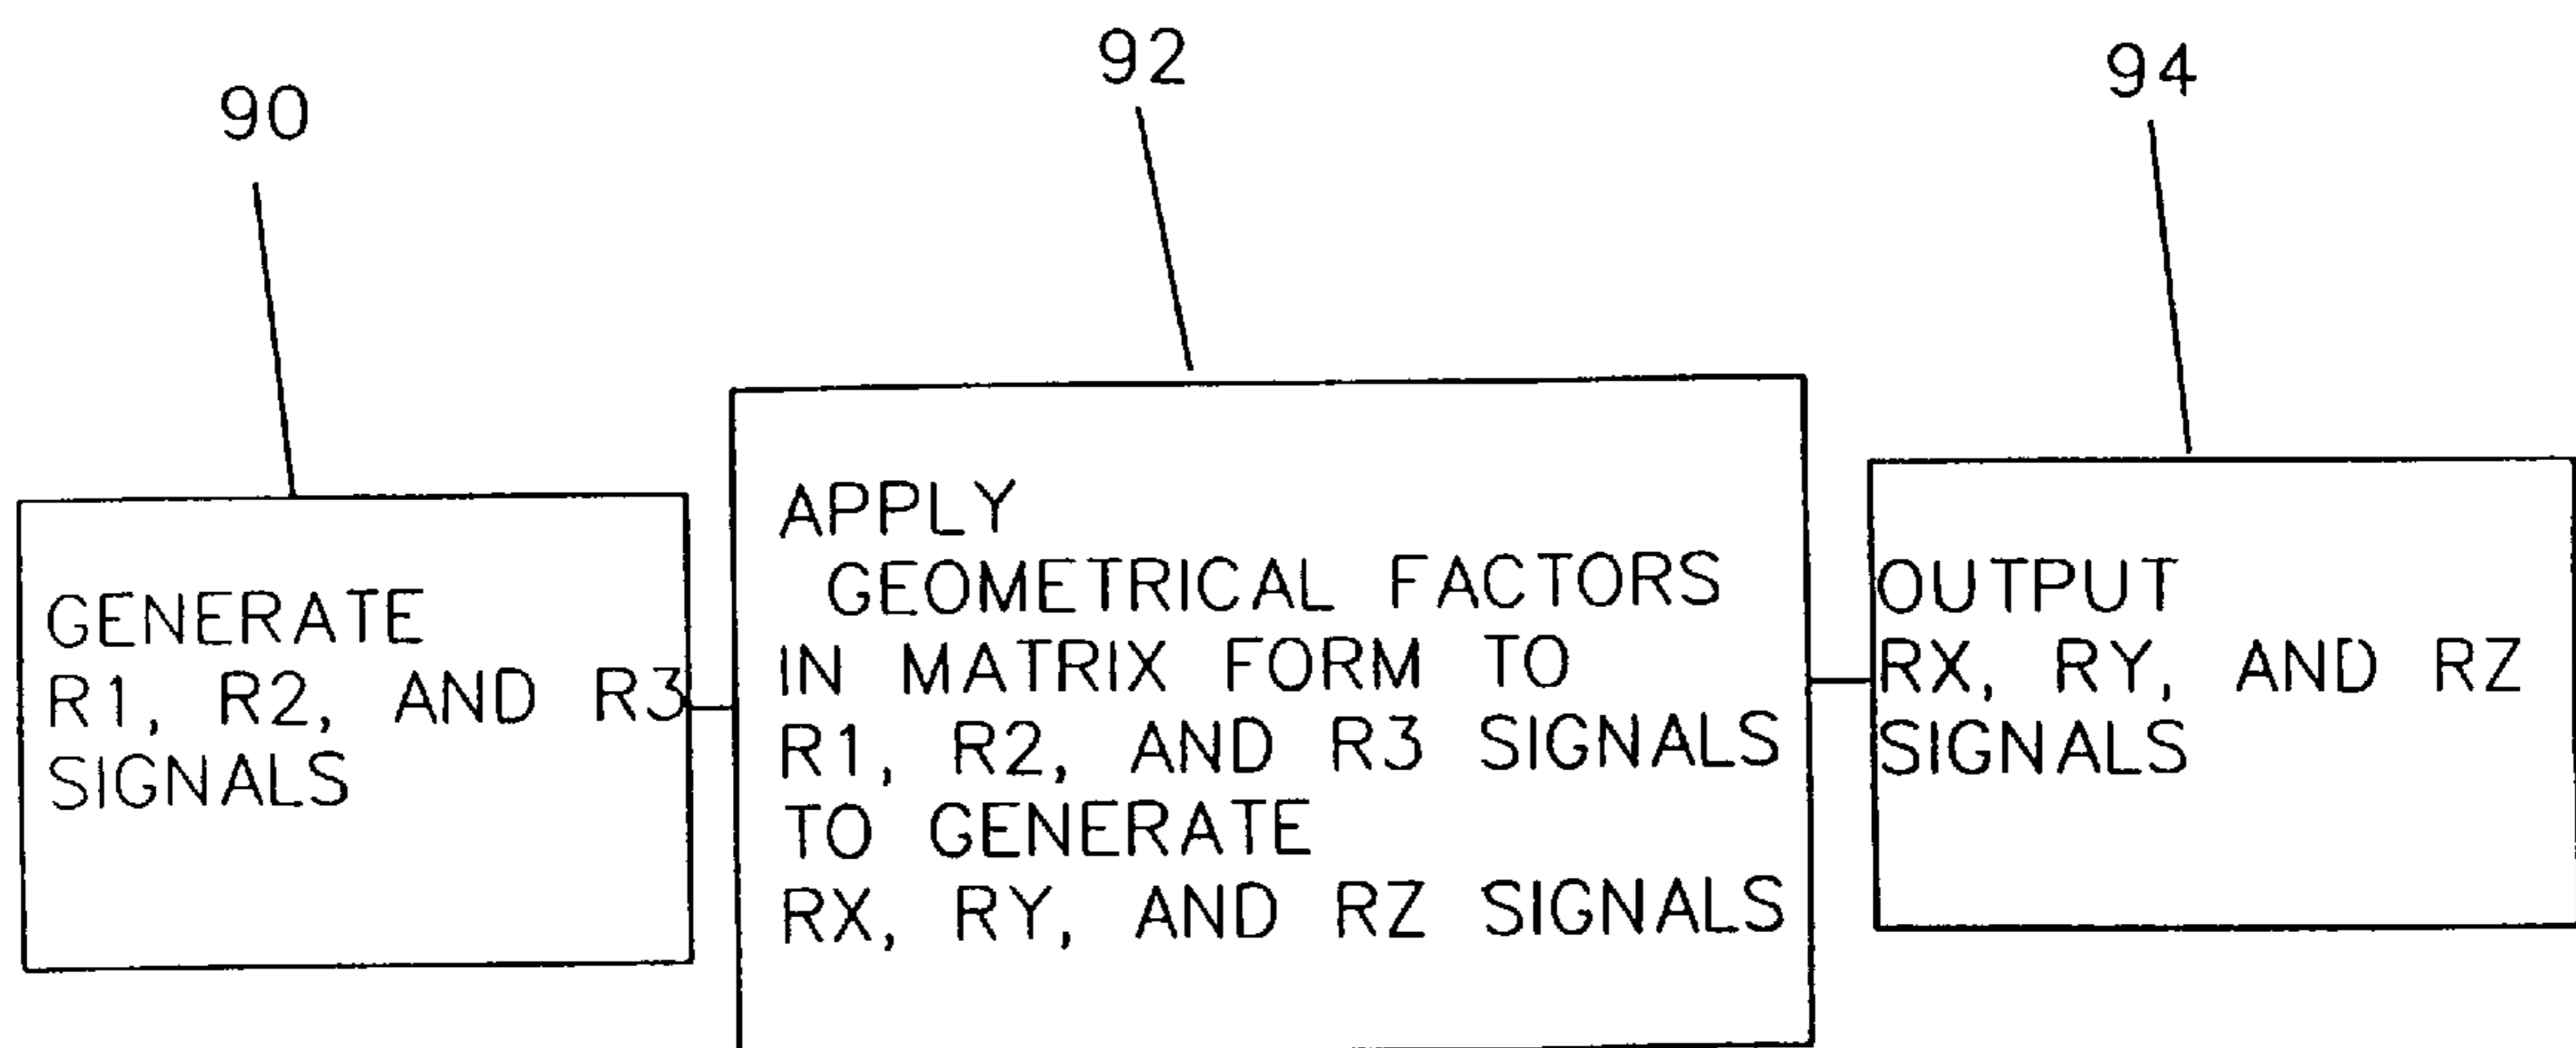 90
92
94
GENERATE
R1, R2, AND R3
SIGNALS
APPLY
GEOMETRICAL FACTORS
IN MATRIX FORM TO
R1, R2, AND R3 SIGNALS
TO GENERATE
RX, RY, AND RZ SIGNALS
OUTPUT
RX, RY, AND RZ
SIGNALS